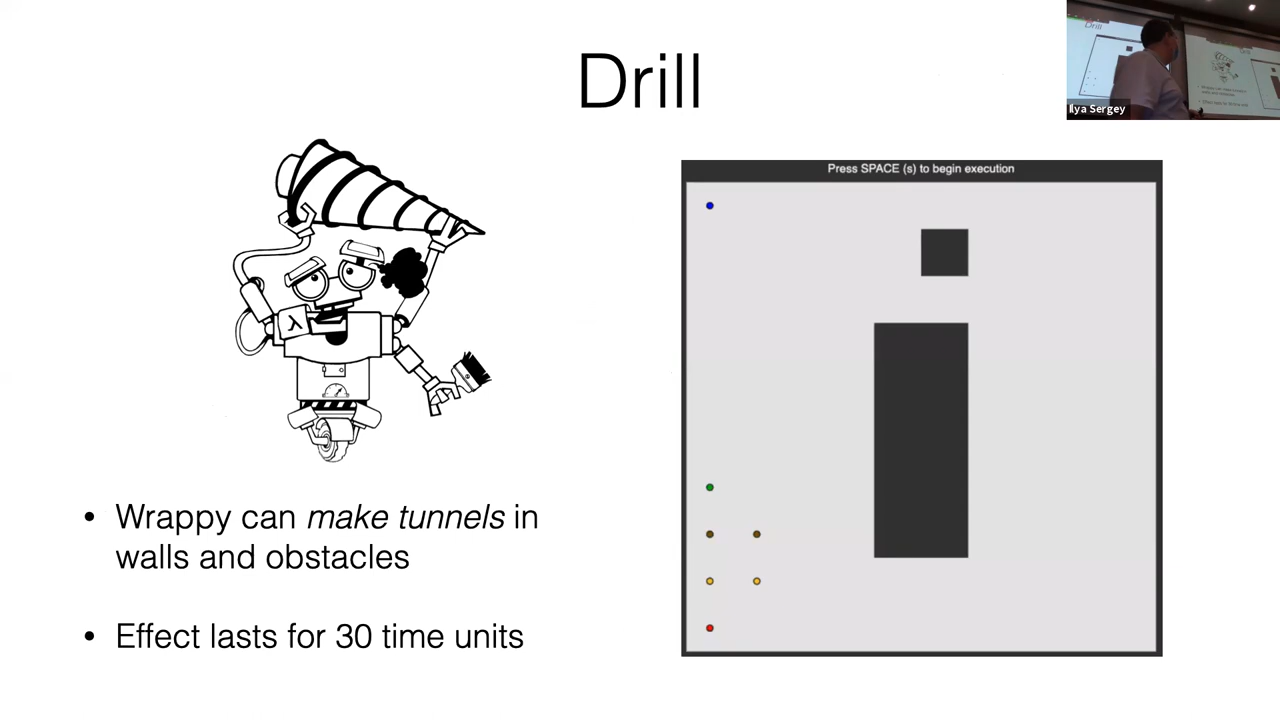 Drill
Ilya Sergey
Press SPACE (s) to begin execution
λ
• Wrappy can make tunnels in
walls and obstacles
• Effect lasts for 30 time units